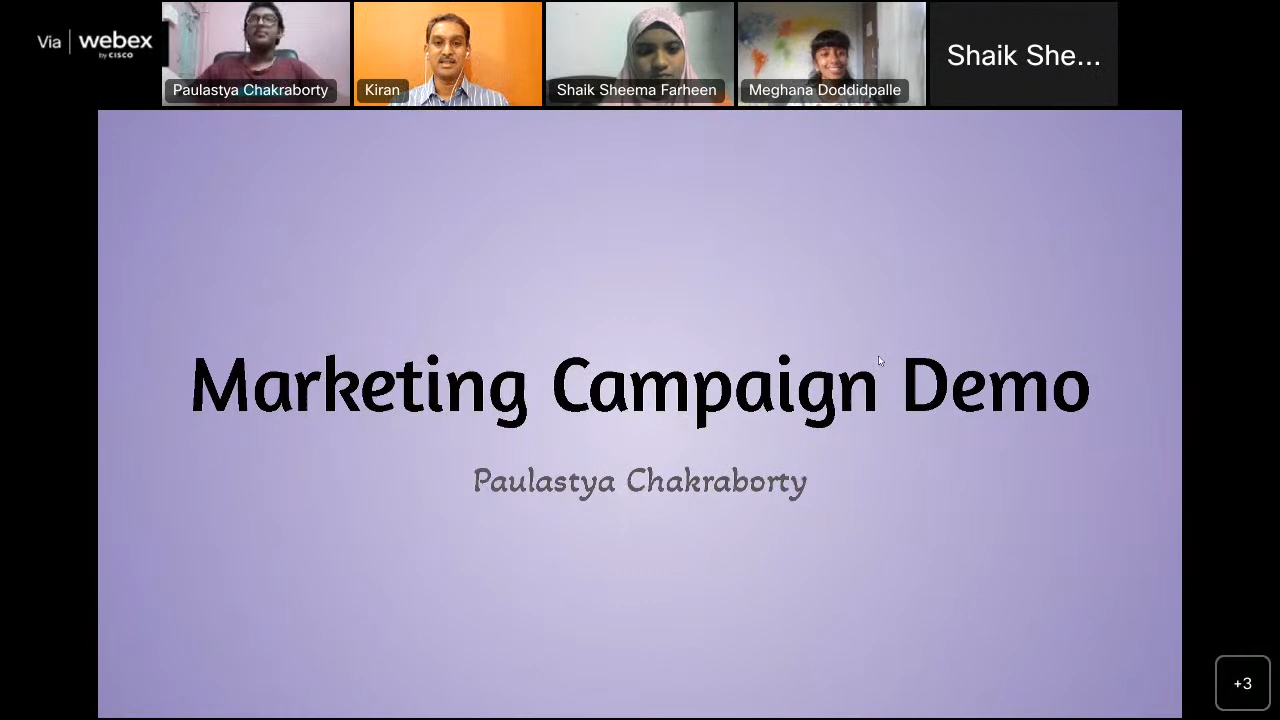 Via webex
by CISCO
Paulastya Chakraborty
Kiran
Shaik Sheema Farheen
Meghana Doddidpalle
Shaik She...
Marketing Campaign Demo
Paulastya Chakraborty
+3